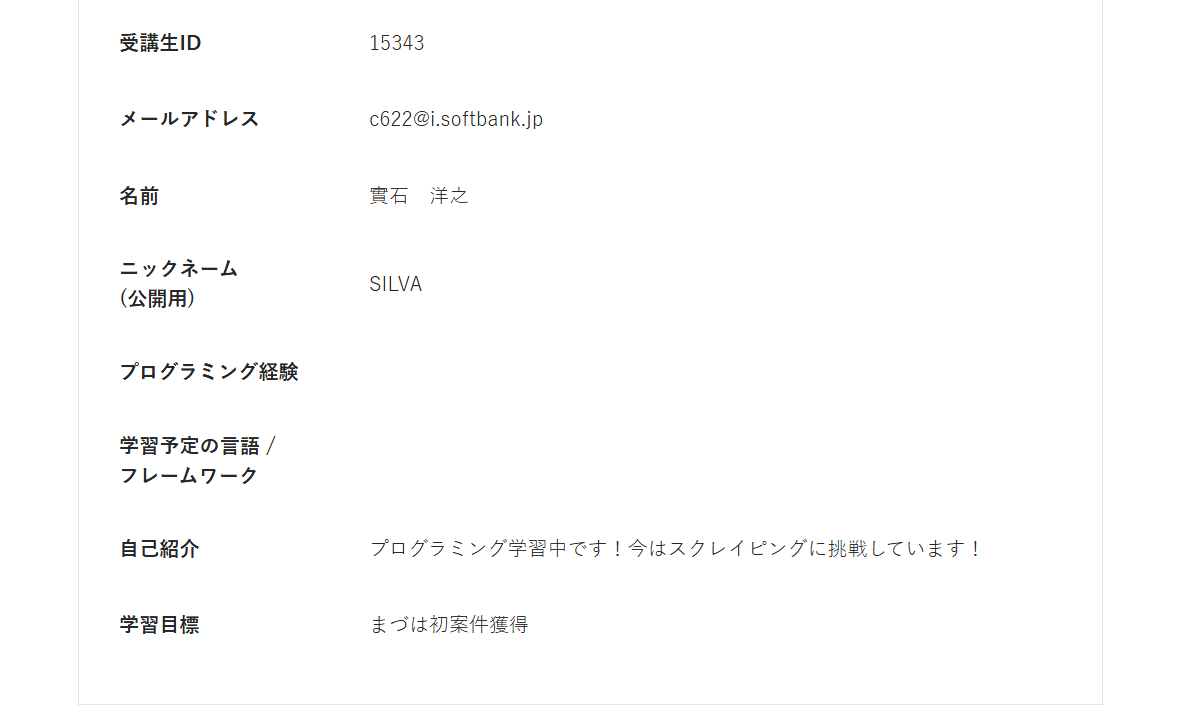 受講生ID 15343
メールアドレス c622@i.softbank.jp
名前 實石　洋之
ニックネーム
(公開用) SILVA
プログラミング経験
学習予定の言語 /
フレームワーク
自己紹介 プログラミング学習中です！今はスクレイピングに挑戦しています！
学習目標 まづは初案件獲得